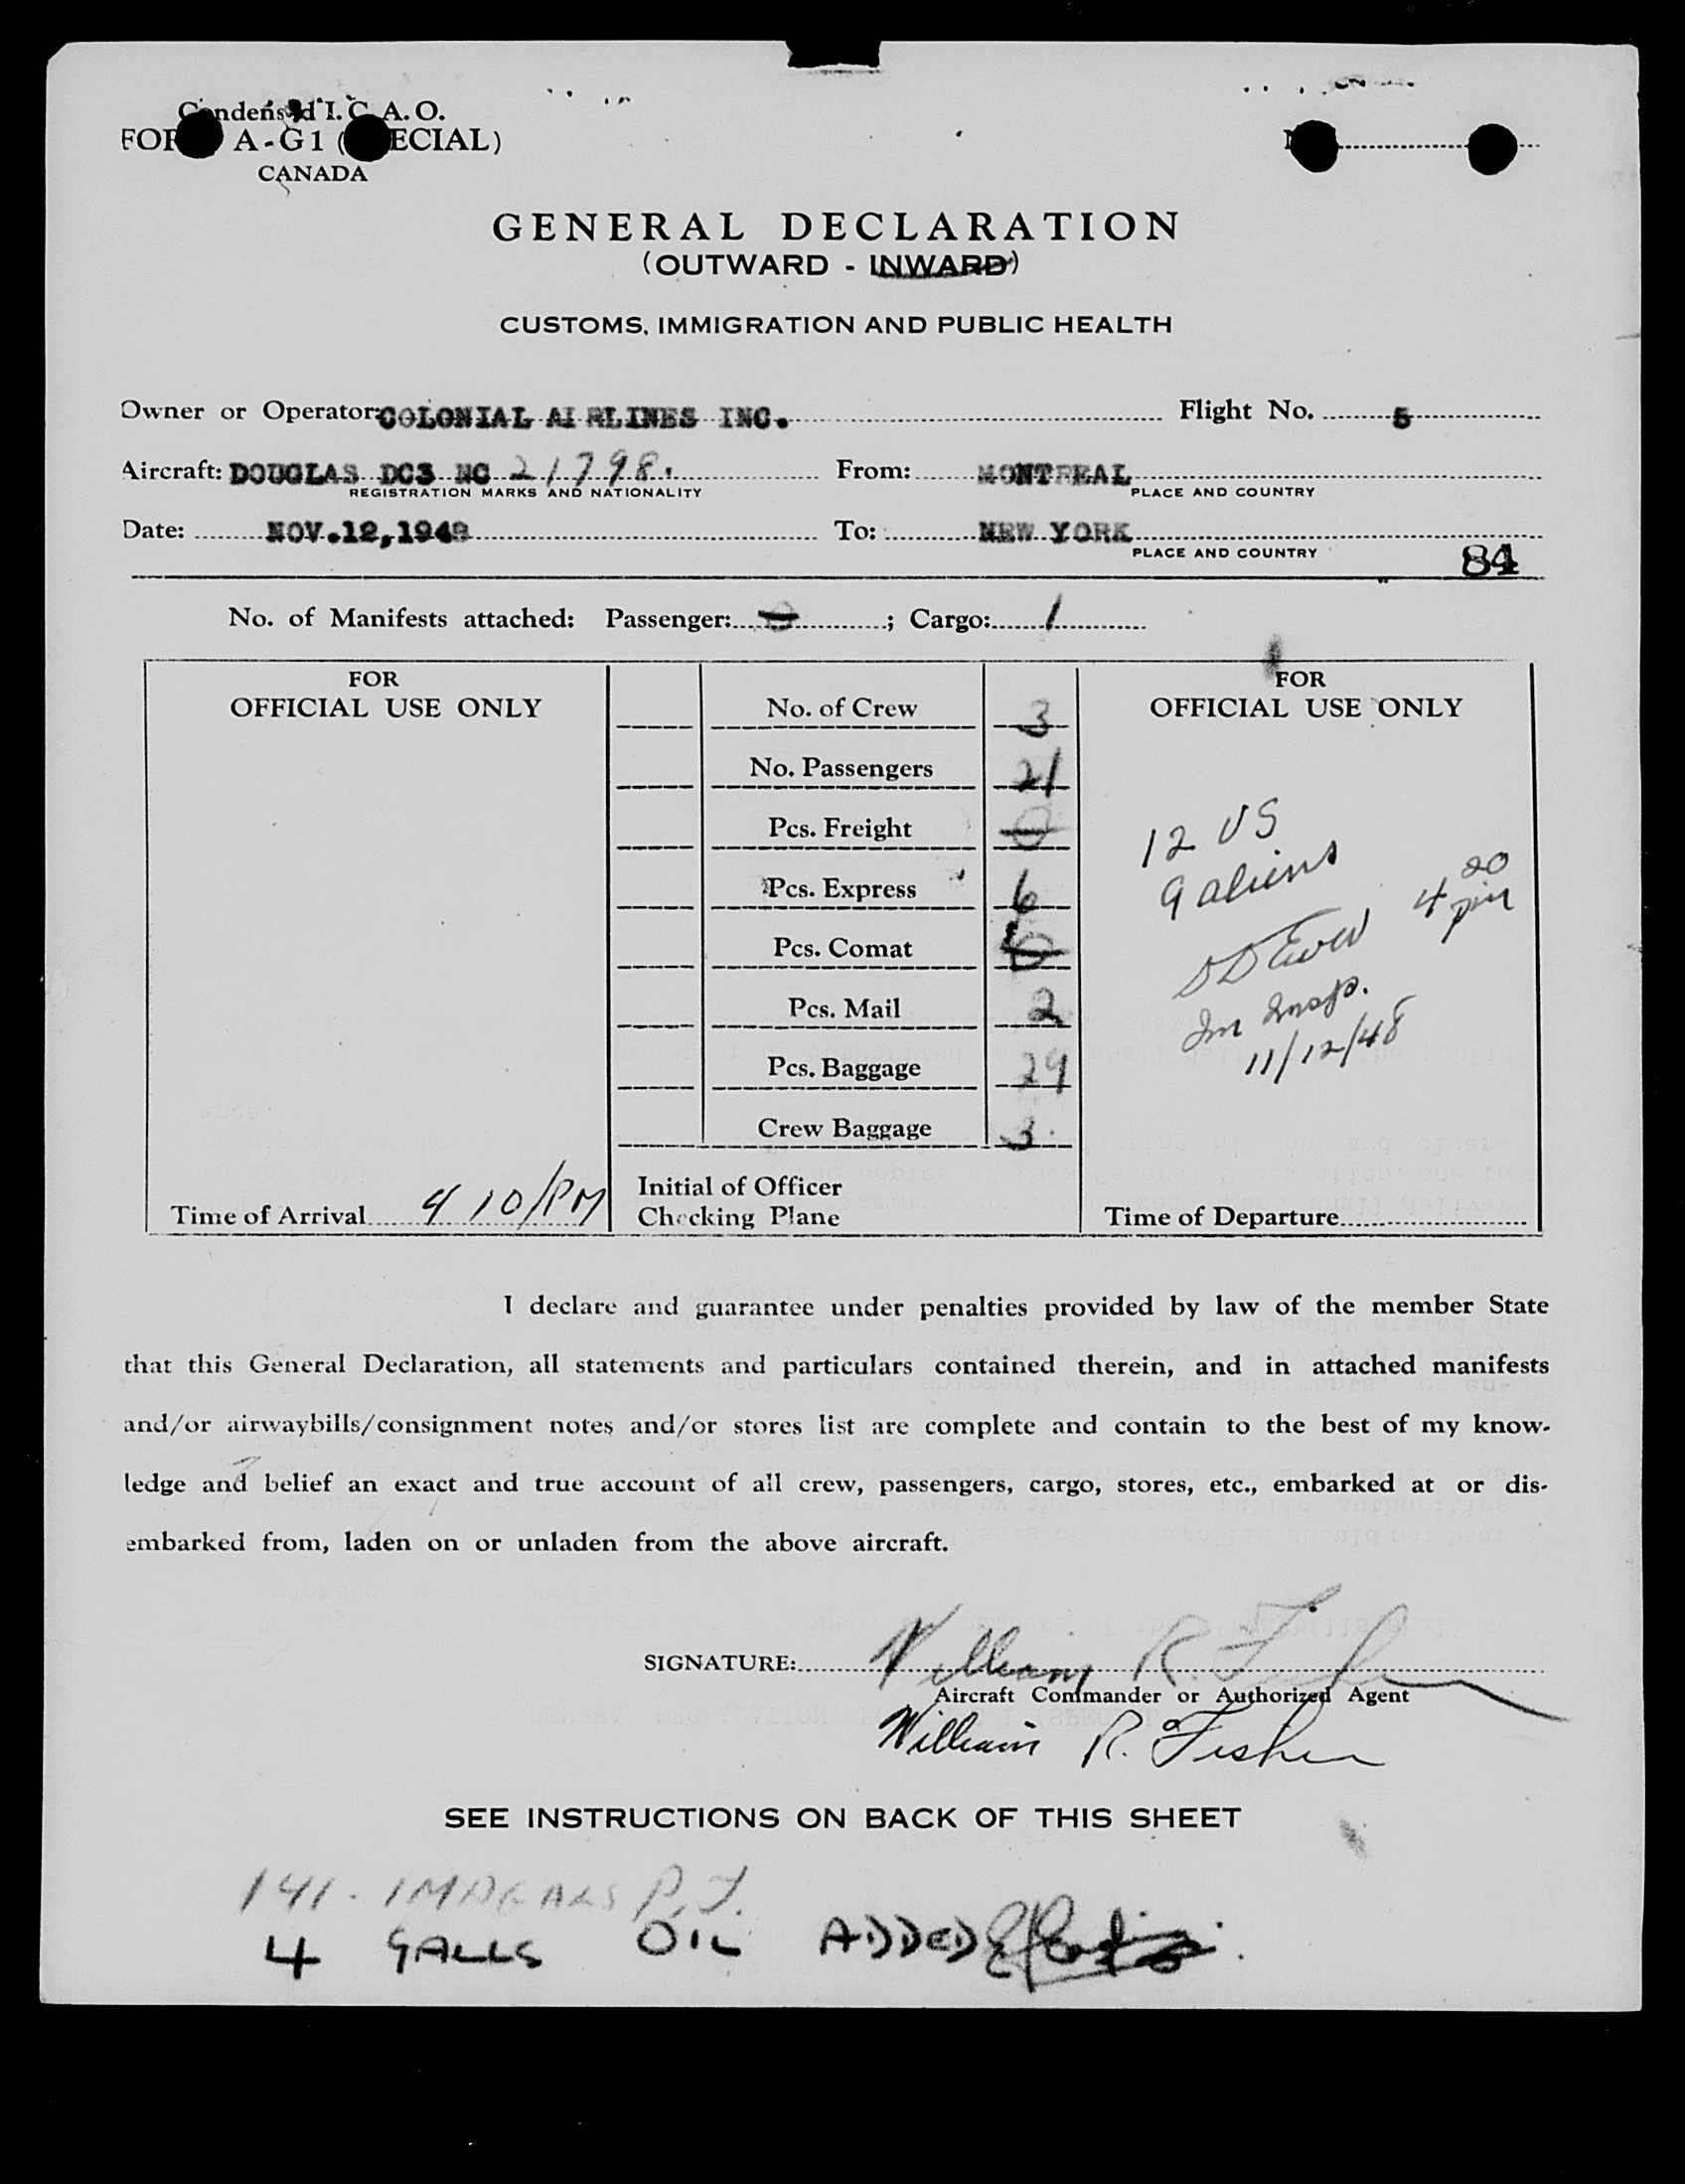 Condensed I. C. A. O.
A-G1
CANADA
GENERAL DECLARATION
(OUTWARD - INWARD)
CUSTOMS, IMMIGRATION AND PUBLIC HEALTH
Owner or Operator: COLONIAL AIRLINES INC. Flight No. 5
Aircraft: DOUGLAS DC3 NC 21798. From: MONTREAL
REGISTRATION MARKS AND NATIONALITY PLACE AND COUNTRY
Date: NOV.12,1948 To: NEW YORK
PLACE AND COUNTRY
84
No. of Manifests attached: Passenger: 0; Cargo: 1
FOR
OFFICIAL USE ONLY
Time of Arrival 4 10/PM
No. of Crew 3
No. Passengers 21
Pcs. Freight 0
Pcs. Express 6
Pcs. Comat
Pcs. Mail 2
Pcs. Baggage 29
Crew Baggage 3.
Initial of Officer
Checking Plane
FOR
OFFICIAL USE ONLY
12 US
9 aliens
4 20 pm
Im Insp.
11/12/48
Time of Departure
I declare and guarantee under penalties provided by law of the member State
that this General Declaration, all statements and particulars contained therein, and in attached manifests
and/or airwaybills/consignment notes and/or stores list are complete and contain to the best of my know-
ledge and belief an exact and true account of all crew, passengers, cargo, stores, etc., embarked at or dis-
embarked from, laden on or unladen from the above aircraft.
SIGNATURE: William R. Fisher
Aircraft Commander or Authorized Agent
William R. Fisher
SEE INSTRUCTIONS ON BACK OF THIS SHEET
141
4 GALLS OIL ADDED